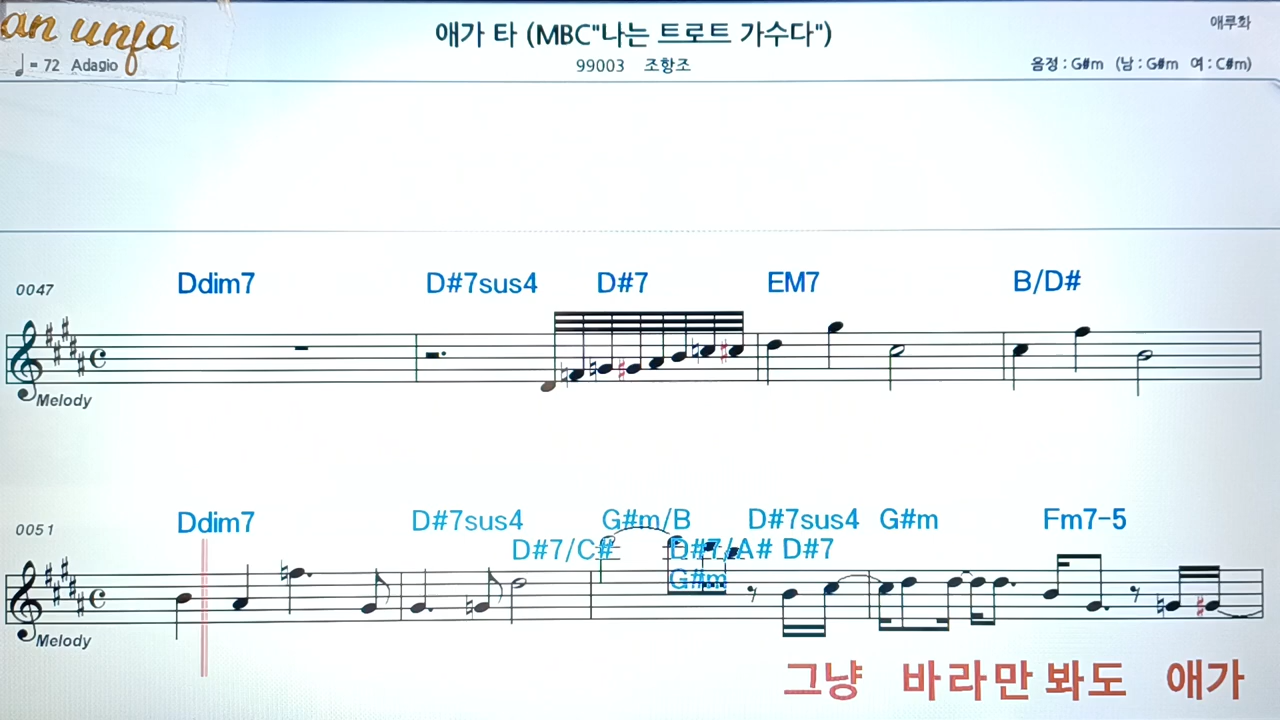 an unfa
애가 타 (MBC"나는 트로트 가수다")
애루화
♩= 72 Adagio
99003 조항조
음정 : G#m (남 : G#m 여 : C#m)
0047
Ddim7 D#7sus4 D#7 EM7 B/D#
Melody
0051
Ddim7 D#7sus4 G#m/B D#7sus4 G#m Fm7-5
D#7/C# D#7/A# D#7
G#m
Melody
그냥 바라만 봐도 애가